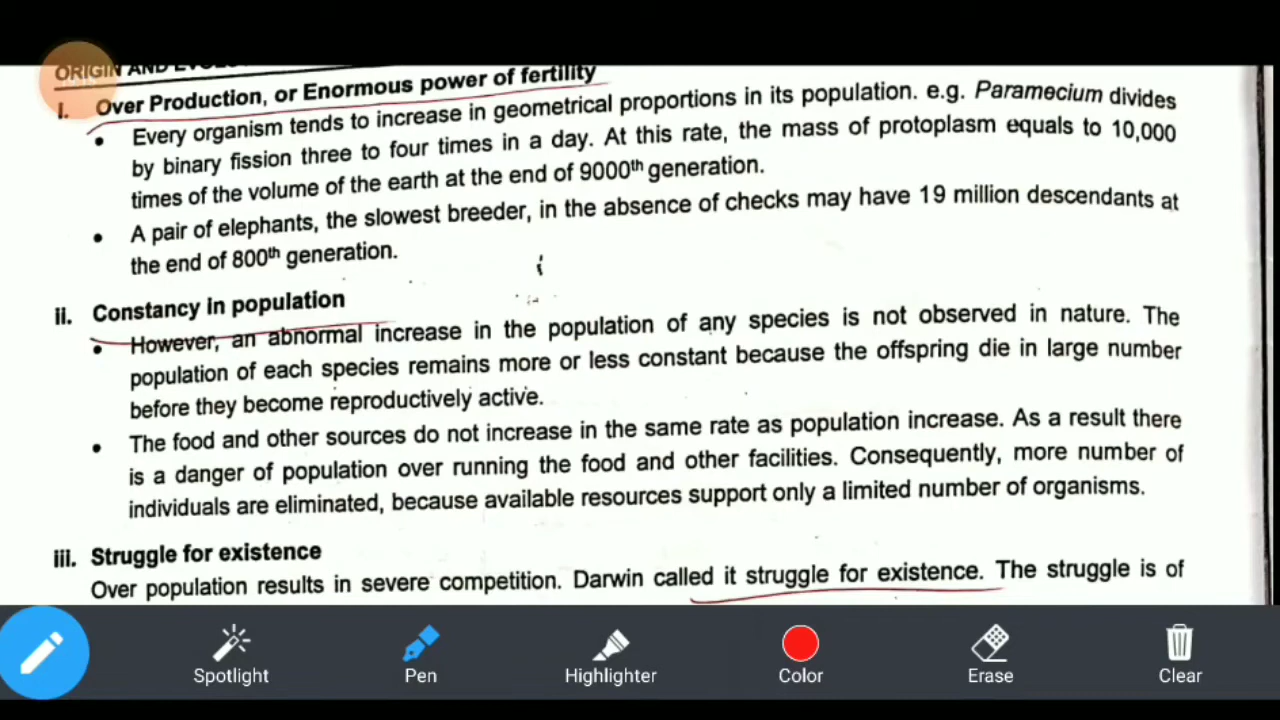 ORIGIN AND
i. Over Production, or Enormous power of fertility
• Every organism tends to increase in geometrical proportions in its population. e.g. Paramecium divides
by binary fission three to four times in a day. At this rate, the mass of protoplasm equals to 10,000
times of the volume of the earth at the end of 9000th generation.
• A pair of elephants, the slowest breeder, in the absence of checks may have 19 million descendants at
the end of 800th generation.
ii. Constancy in population
• However, an abnormal increase in the population of any species is not observed in nature. The
population of each species remains more or less constant because the offspring die in large number
before they become reproductively active.
• The food and other sources do not increase in the same rate as population increase. As a result there
is a danger of population over running the food and other facilities. Consequently, more number of
individuals are eliminated, because available resources support only a limited number of organisms.
iii. Struggle for existence
Over population results in severe competition. Darwin called it struggle for existence. The struggle is of
Spotlight Pen Highlighter Color Erase Clear